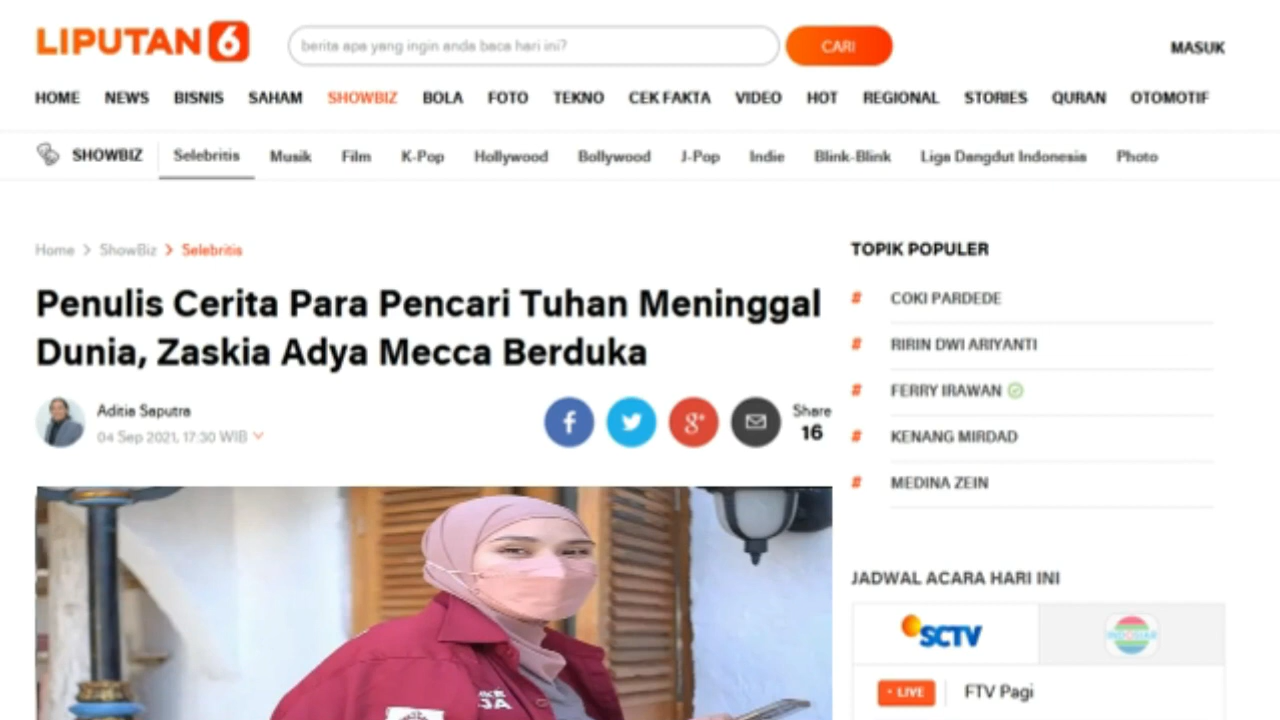 LIPUTAN 6
berita apa yang ingin anda baca hari ini?
CARI
MASUK
HOME NEWS BISNIS SAHAM SHOWBIZ BOLA FOTO TEKNO CEK FAKTA VIDEO HOT REGIONAL STORIES QURAN OTOMOTIF
SHOWBIZ Selebritis Musik Film K-Pop Hollywood Bollywood J-Pop Indie Blink-Blink Liga Dangdut Indonesia Photo
Home > ShowBiz > Selebritis
Penulis Cerita Para Pencari Tuhan Meninggal
Dunia, Zaskia Adya Mecca Berduka
Aditia Saputra
04 Sep 2021, 17:30 WIB
f
g+
Share
16
TOPIK POPULER
# COKI PARDEDE
# RIRIN DWI ARIYANTI
# FERRY IRAWAN
# KENANG MIRDAD
# MEDINA ZEIN
JADWAL ACARA HARI INI
SCTV
INDOSIAR
LIVE FTV Pagi